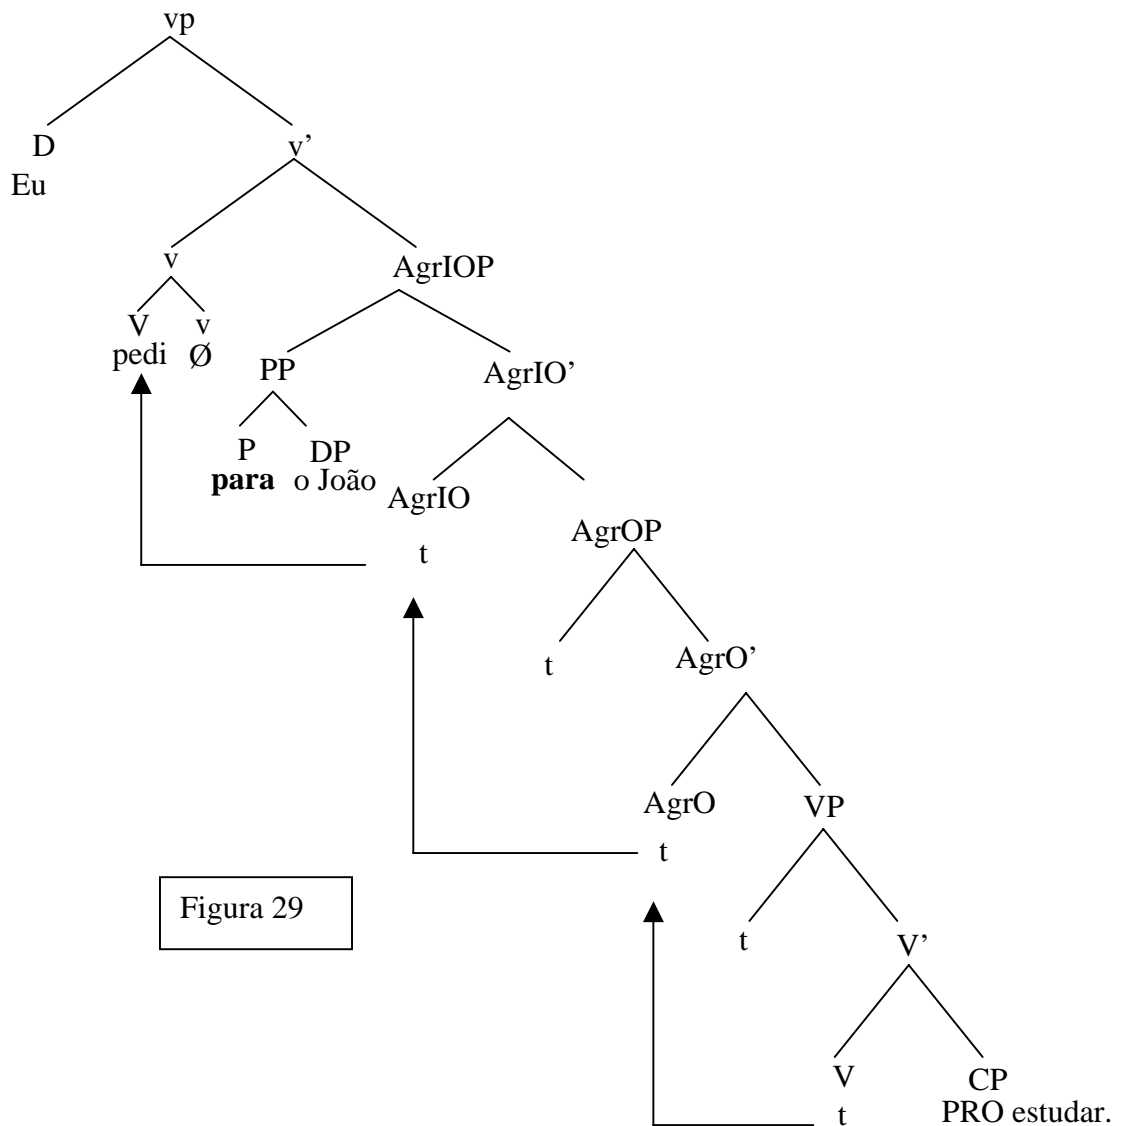 vp
D
v’
Eu
v
AgrIOP
V
v
pedi
Ø
PP
AgrIO’
P
DP
para
o João
AgrIO
AgrOP
t
t
AgrO’
AgrO
VP
t
Figura 29
t
V’
V
CP
t
PRO estudar.